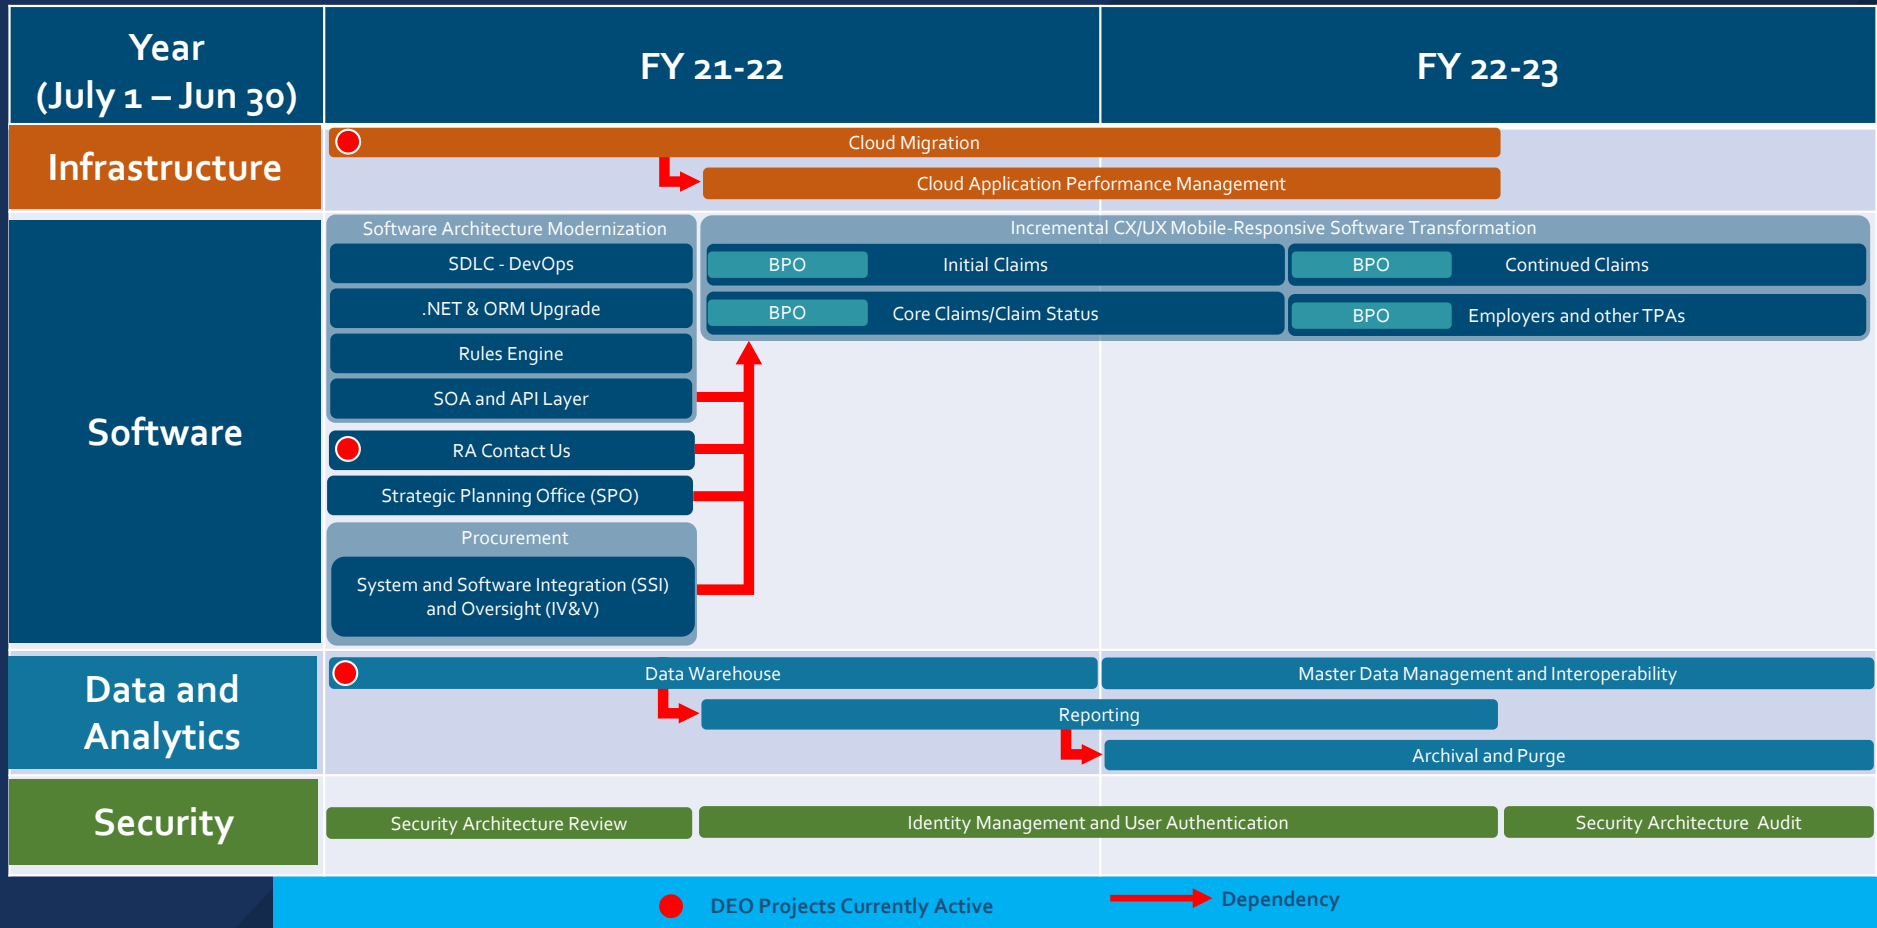 Year
(July 1 – Jun 30)
FY 21-22
FY 22-23
Infrastructure
Cloud Migration
Cloud Application Performance Management
Software
Software Architecture Modernization
SDLC - DevOps
.NET & ORM Upgrade
Rules Engine
SOA and API Layer
RA Contact Us
Strategic Planning Office (SPO)
Procurement
System and Software Integration (SSI)
and Oversight (IV&V)
Incremental CX/UX Mobile-Responsive Software Transformation
BPO Initial Claims
BPO Continued Claims
BPO Core Claims/Claim Status
BPO Employers and other TPAs
Data and
Analytics
Data Warehouse
Master Data Management and Interoperability
Reporting
Archival and Purge
Security
Security Architecture Review
Identity Management and User Authentication
Security Architecture Audit
DEO Projects Currently Active
Dependency